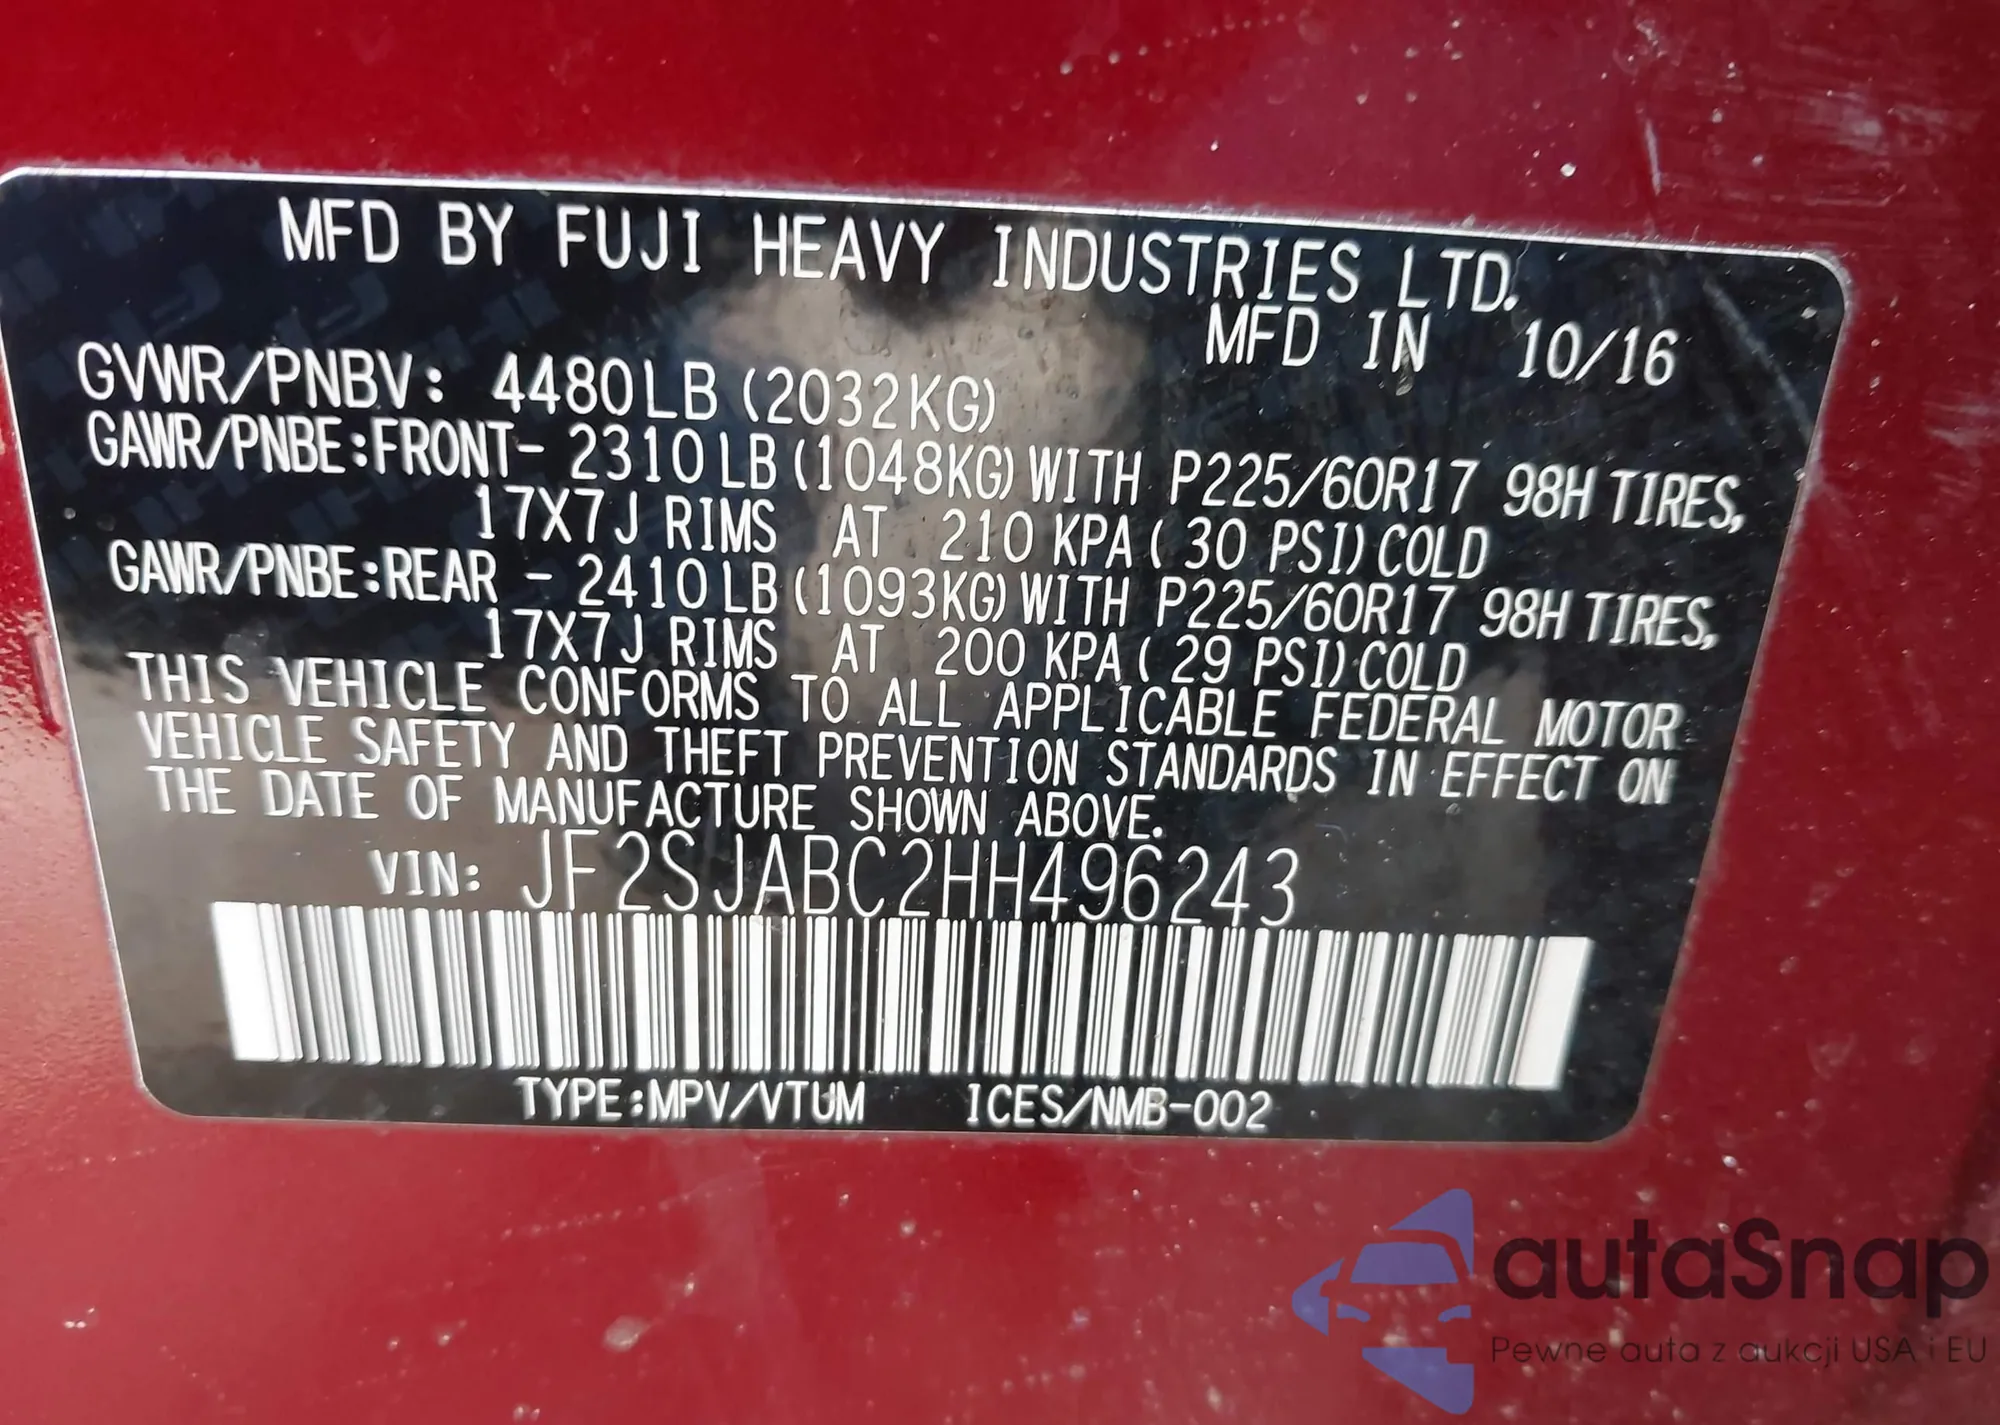 MFD BY FUJI HEAVY INDUSTRIES LTD.
MFD IN 10/16
GVWR/PNBV: 4480LB (2032KG)
GAWR/PNBE:FRONT- 2310LB (1048KG) WITH P225/60R17 98H TIRES,
17X7J RIMS AT 210 KPA ( 30 PSI) COLD
GAWR/PNBE:REAR - 2410LB (1093KG) WITH P225/60R17 98H TIRES,
17X7J RIMS AT 200 KPA ( 29 PSI) COLD
THIS VEHICLE CONFORMS TO ALL APPLICABLE FEDERAL MOTOR
VEHICLE SAFETY AND THEFT PREVENTION STANDARDS IN EFFECT ON
THE DATE OF MANUFACTURE SHOWN ABOVE.
VIN: JF2SJABC2HH496243
TYPE:MPV/VTUM ICES/NMB-002
autaSnap
Pewne auta z aukcji USA i EU